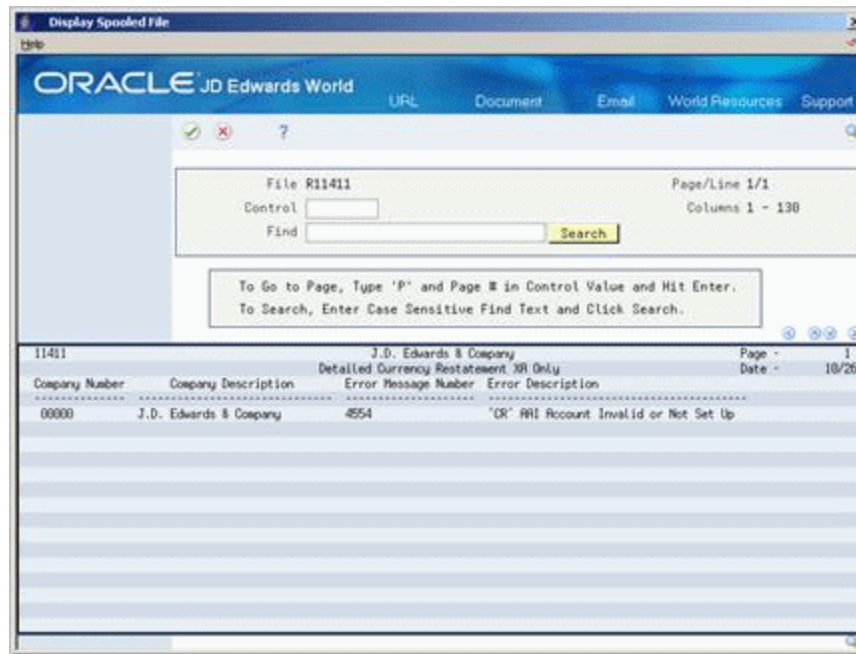 Display Spooled File
Help
ORACLE JD Edwards World
URL Document Email World Resources Support
?
File R11411 Page/Line 1/1
Control Columns 1 - 130
Find Search
To Go to Page, Type 'P' and Page # in Control Value and Hit Enter.
To Search, Enter Case Sensitive Find Text and Click Search.
11411 J.D. Edwards & Company Page - 1
Detailed Currency Restatement XA Only Date - 10/26
Company Number Company Description Error Message Number Error Description
00000 J.D. Edwards & Company 4554 "CR" AAI Account Invalid or Not Set Up